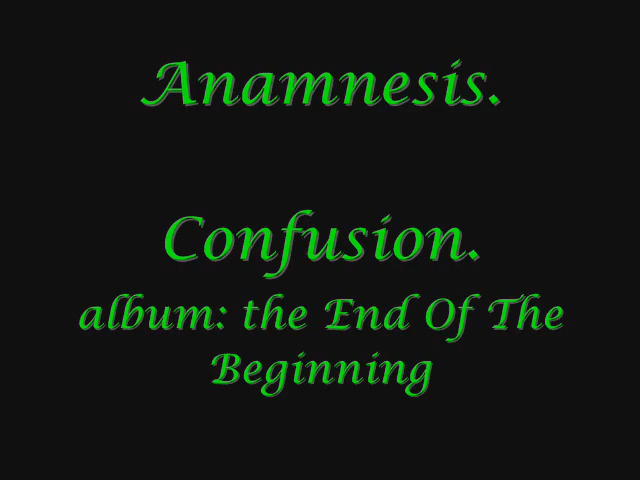 Anamnesis.
Confusion.
album: the End Of The
Beginning